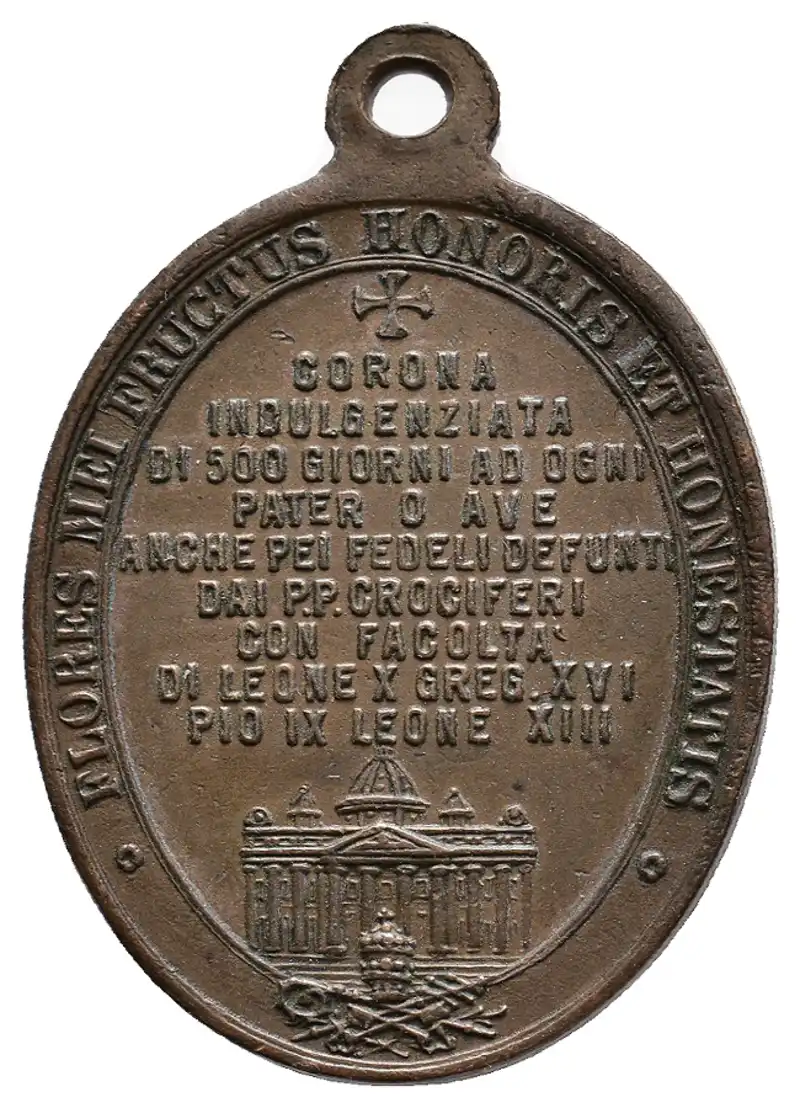 FLORES MEI FRUCTUS HONORIS ET HONESTATIS
CORONA
INDULGENZIATA
DI 500 GIORNI AD OGNI
PATER O AVE
ANCHE PEI FEDELI DEFUNTI
DAI P.P. CROCIFERI
CON FACOLTA'
DI LEONE X GREG. XVI
PIO IX LEONE XIII